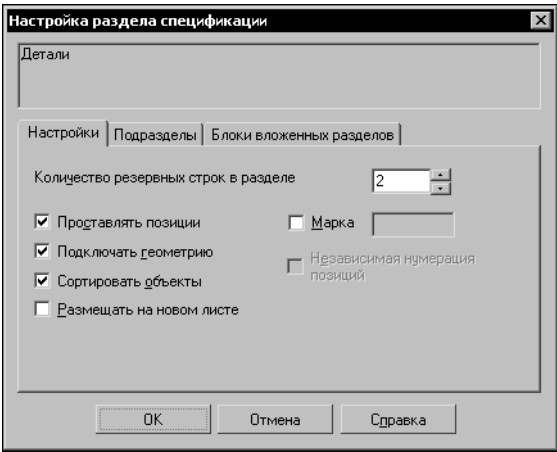 Настройка раздела спецификации
Детали
Настройки Подразделы Блоки вложенных разделов
Количество резервных строк в разделе 2
Проставлять позиции Марка
Подключать геометрию Независимая нумерация
позиций
Сортировать объекты
Размещать на новом листе
OK Отмена Справка